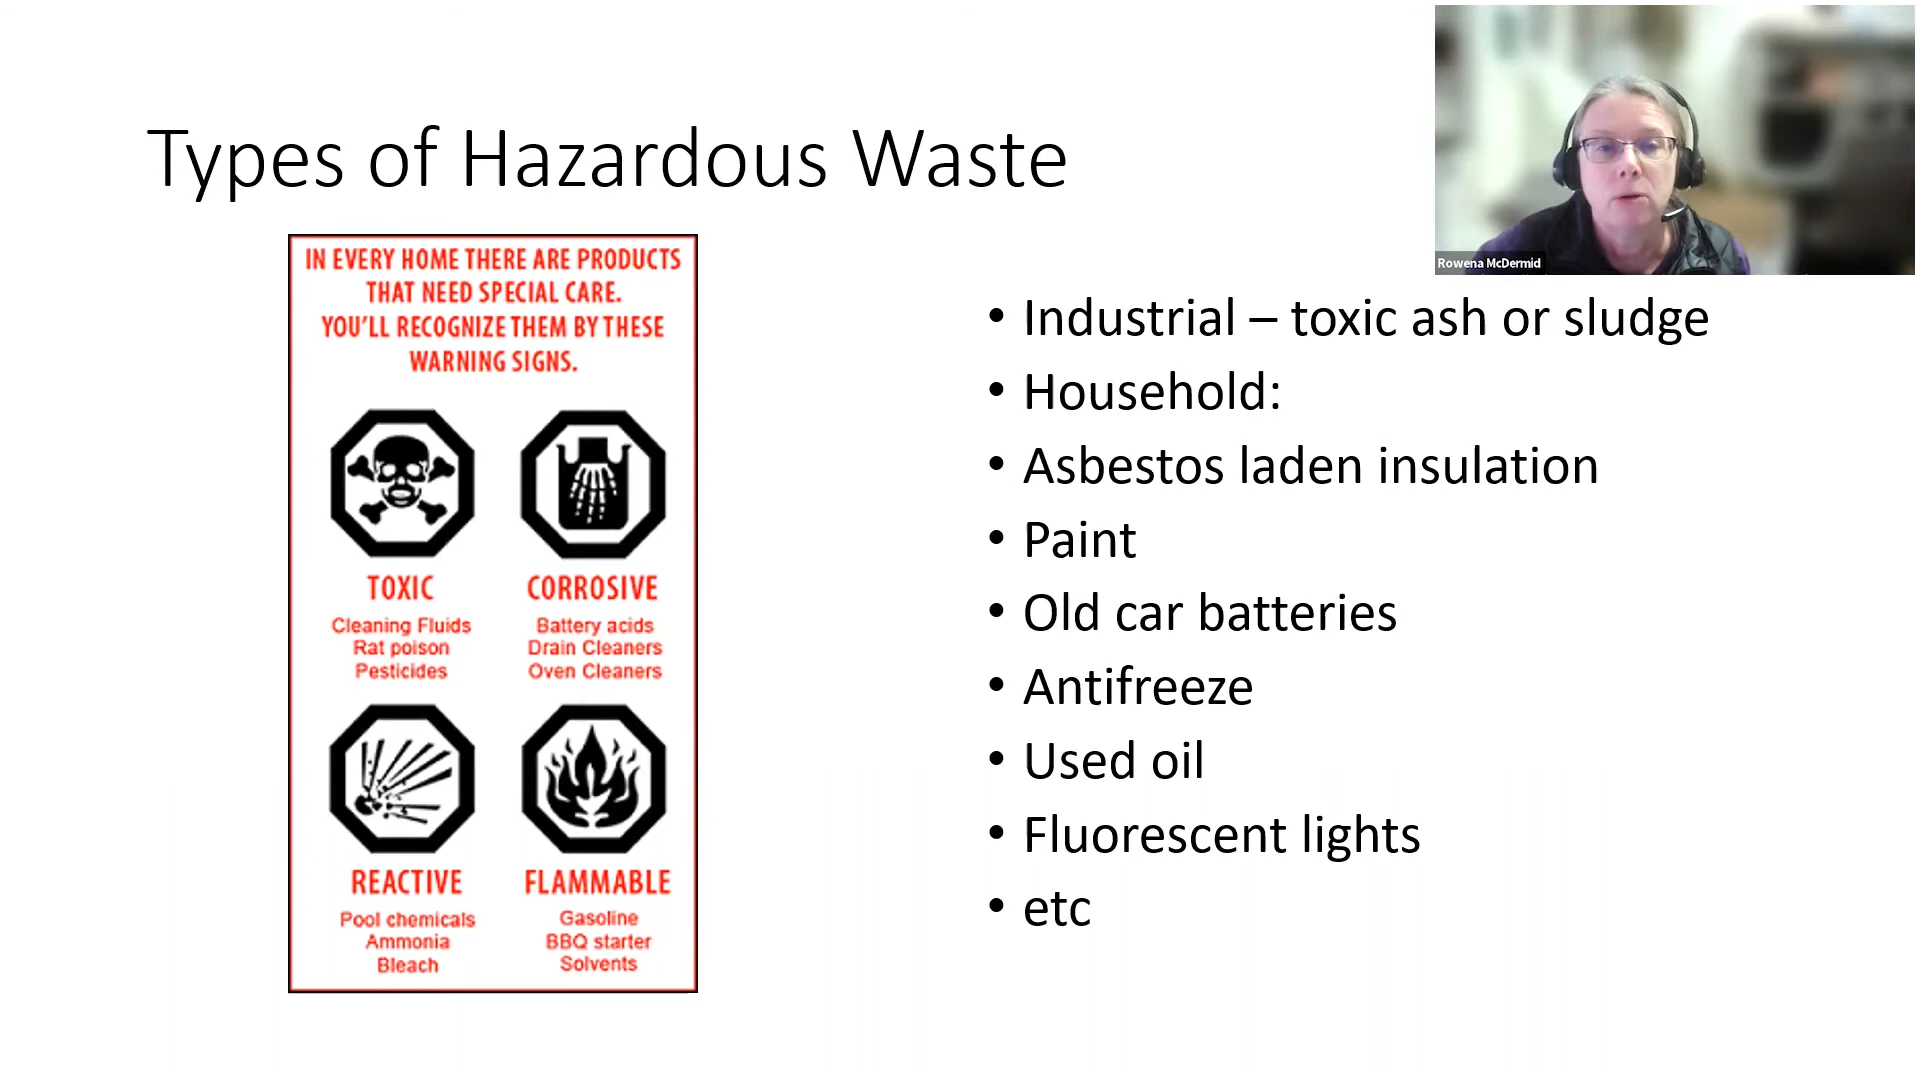 Types of Hazardous Waste
Rowena McDermid
IN EVERY HOME THERE ARE PRODUCTS
THAT NEED SPECIAL CARE.
YOU'LL RECOGNIZE THEM BY THESE
WARNING SIGNS.
TOXIC
Cleaning Fluids
Rat poison
Pesticides
CORROSIVE
Battery acids
Drain Cleaners
Oven Cleaners
REACTIVE
Pool chemicals
Ammonia
Bleach
FLAMMABLE
Gasoline
BBQ starter
Solvents
• Industrial – toxic ash or sludge
• Household:
• Asbestos laden insulation
• Paint
• Old car batteries
• Antifreeze
• Used oil
• Fluorescent lights
• etc